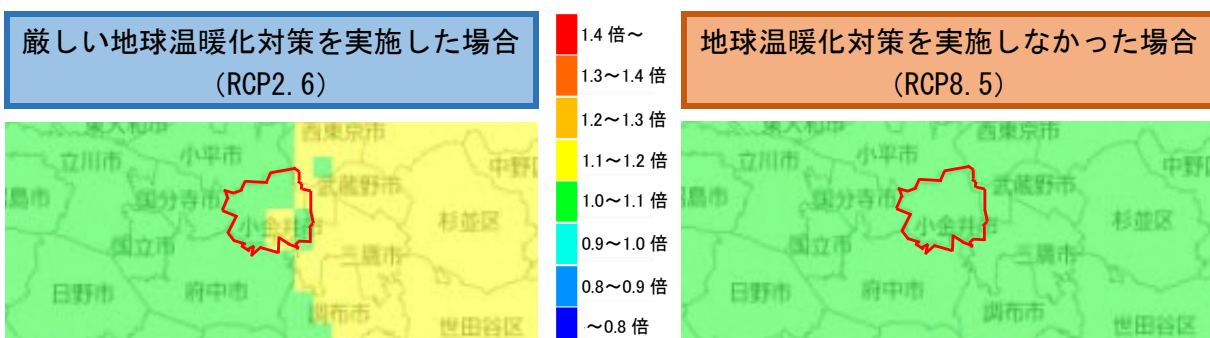 厳しい地球温暖化対策を実施した場合
(RCP2.6)
1.4 倍～
1.3～1.4 倍
1.2～1.3 倍
1.1～1.2 倍
1.0～1.1 倍
0.9～1.0 倍
0.8～0.9 倍
～0.8 倍
地球温暖化対策を実施しなかった場合
(RCP8.5)
西東京市
立川市
小平市
中野区
国分寺市
武蔵野市
小金井市
杉並区
国立市
三鷹市
日野市
府中市
調布市
世田谷区
西東京市
立川市
小平市
中野区
国分寺市
武蔵野市
小金井市
杉並区
国立市
三鷹市
日野市
府中市
調布市
世田谷区